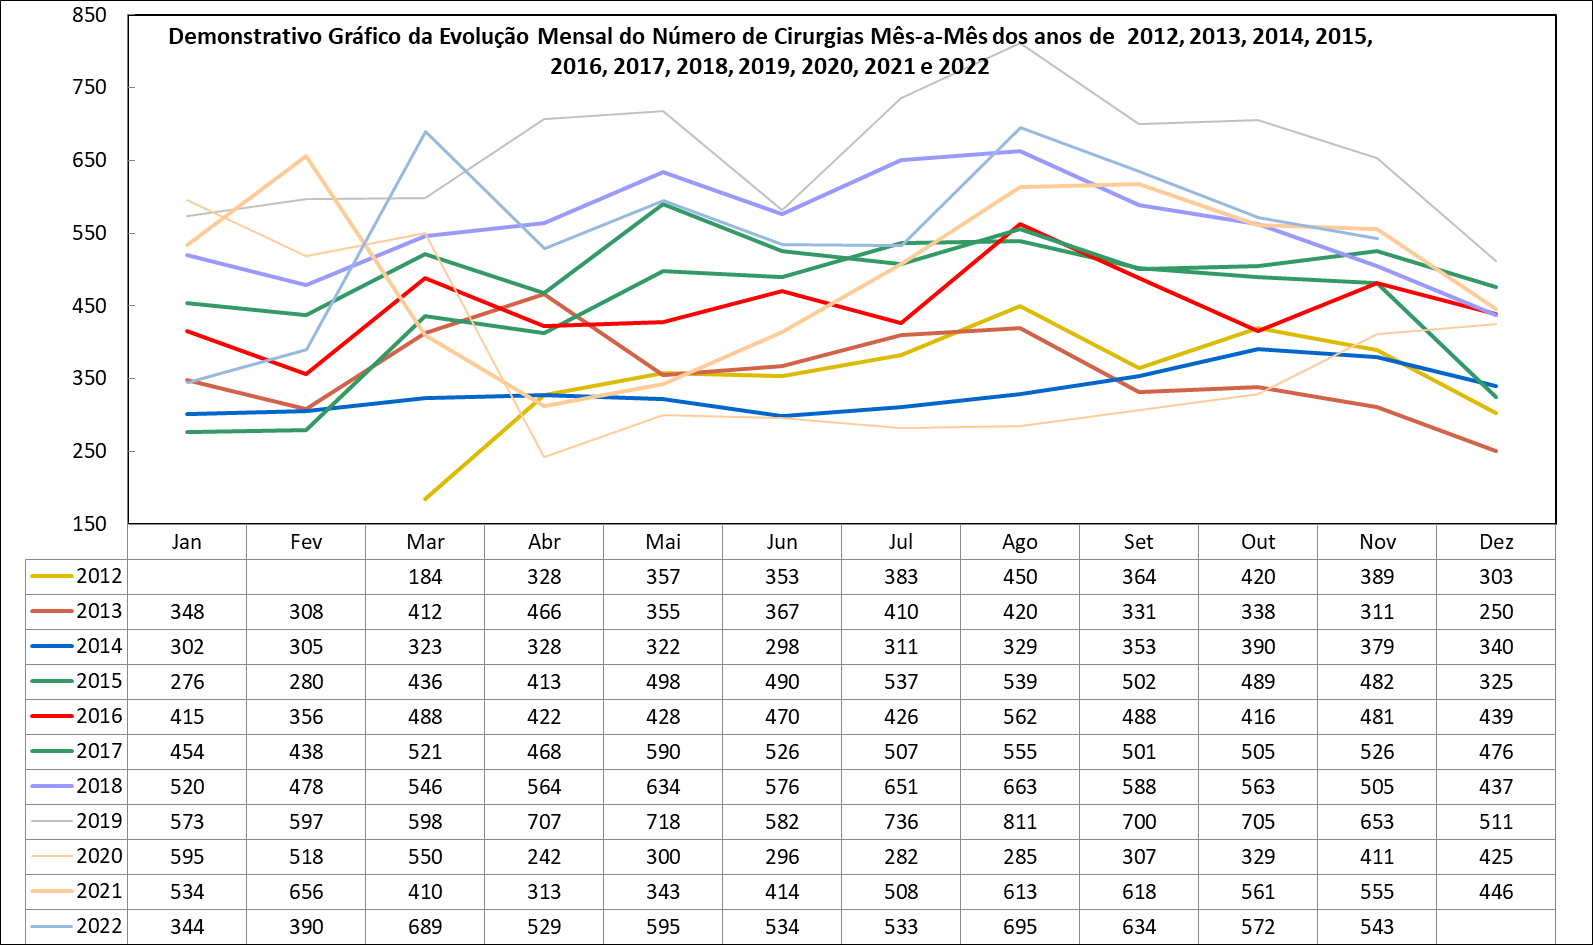 Demonstrativo Gráfico da Evolução Mensal do Número de Cirurgias Mês-a-Mês dos anos de 2012, 2013, 2014, 2015,
2016, 2017, 2018, 2019, 2020, 2021 e 2022
850
750
650
550
450
350
250
150
Jan Fev Mar Abr Mai Jun Jul Ago Set Out Nov Dez
2012 184 328 357 353 383 450 364 420 389 303
2013 348 308 412 466 355 367 410 420 331 338 311 250
2014 302 305 323 328 322 298 311 329 353 390 379 340
2015 276 280 436 413 498 490 537 539 502 489 482 325
2016 415 356 488 422 428 470 426 562 488 416 481 439
2017 454 438 521 468 590 526 507 555 501 505 526 476
2018 520 478 546 564 634 576 651 663 588 563 505 437
2019 573 597 598 707 718 582 736 811 700 705 653 511
2020 595 518 550 242 300 296 282 285 307 329 411 425
2021 534 656 410 313 343 414 508 613 618 561 555 446
2022 344 390 689 529 595 534 533 695 634 572 543